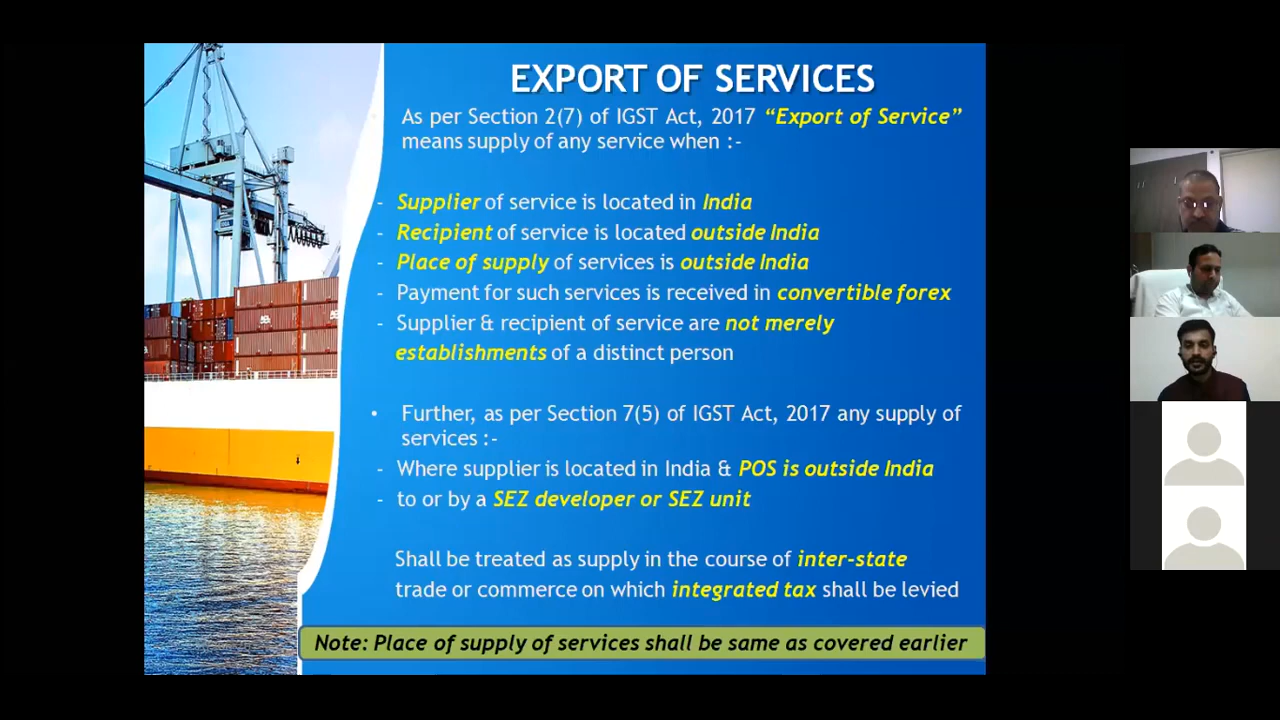 EXPORT OF SERVICES
As per Section 2(7) of IGST Act, 2017 “Export of Service”
means supply of any service when :-
- Supplier of service is located in India
- Recipient of service is located outside India
- Place of supply of services is outside India
- Payment for such services is received in convertible forex
- Supplier & recipient of service are not merely
establishments of a distinct person
• Further, as per Section 7(5) of IGST Act, 2017 any supply of
services :-
- Where supplier is located in India & POS is outside India
- to or by a SEZ developer or SEZ unit
Shall be treated as supply in the course of inter-state
trade or commerce on which integrated tax shall be levied
Note: Place of supply of services shall be same as covered earlier